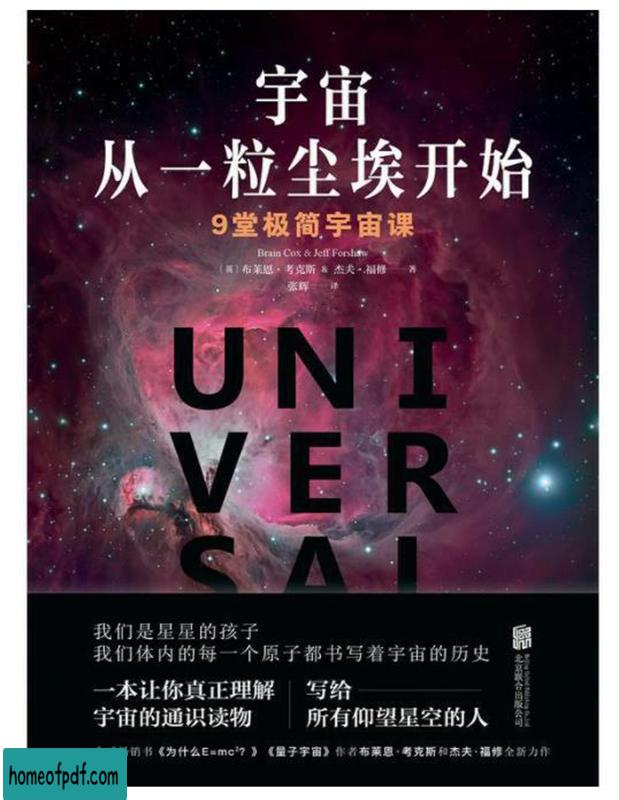 宇宙
从一粒尘埃开始
9堂极简宇宙课
Brain Cox & Jeff Forshaw
[英] 布莱恩·考克斯 & 杰夫·福修 —— 著
张辉 —— 译
UNI
VER
SAL
我们是星星的孩子
我们体内的每一个原子都书写着宇宙的历史
一本让你真正理解
宇宙的通识读物
写给
所有仰望星空的人
北京联合出版公司
销书《为什么E=mc²?》《量子宇宙》作者布莱恩·考克斯和杰夫·福修全新力作
homeofpdf.com